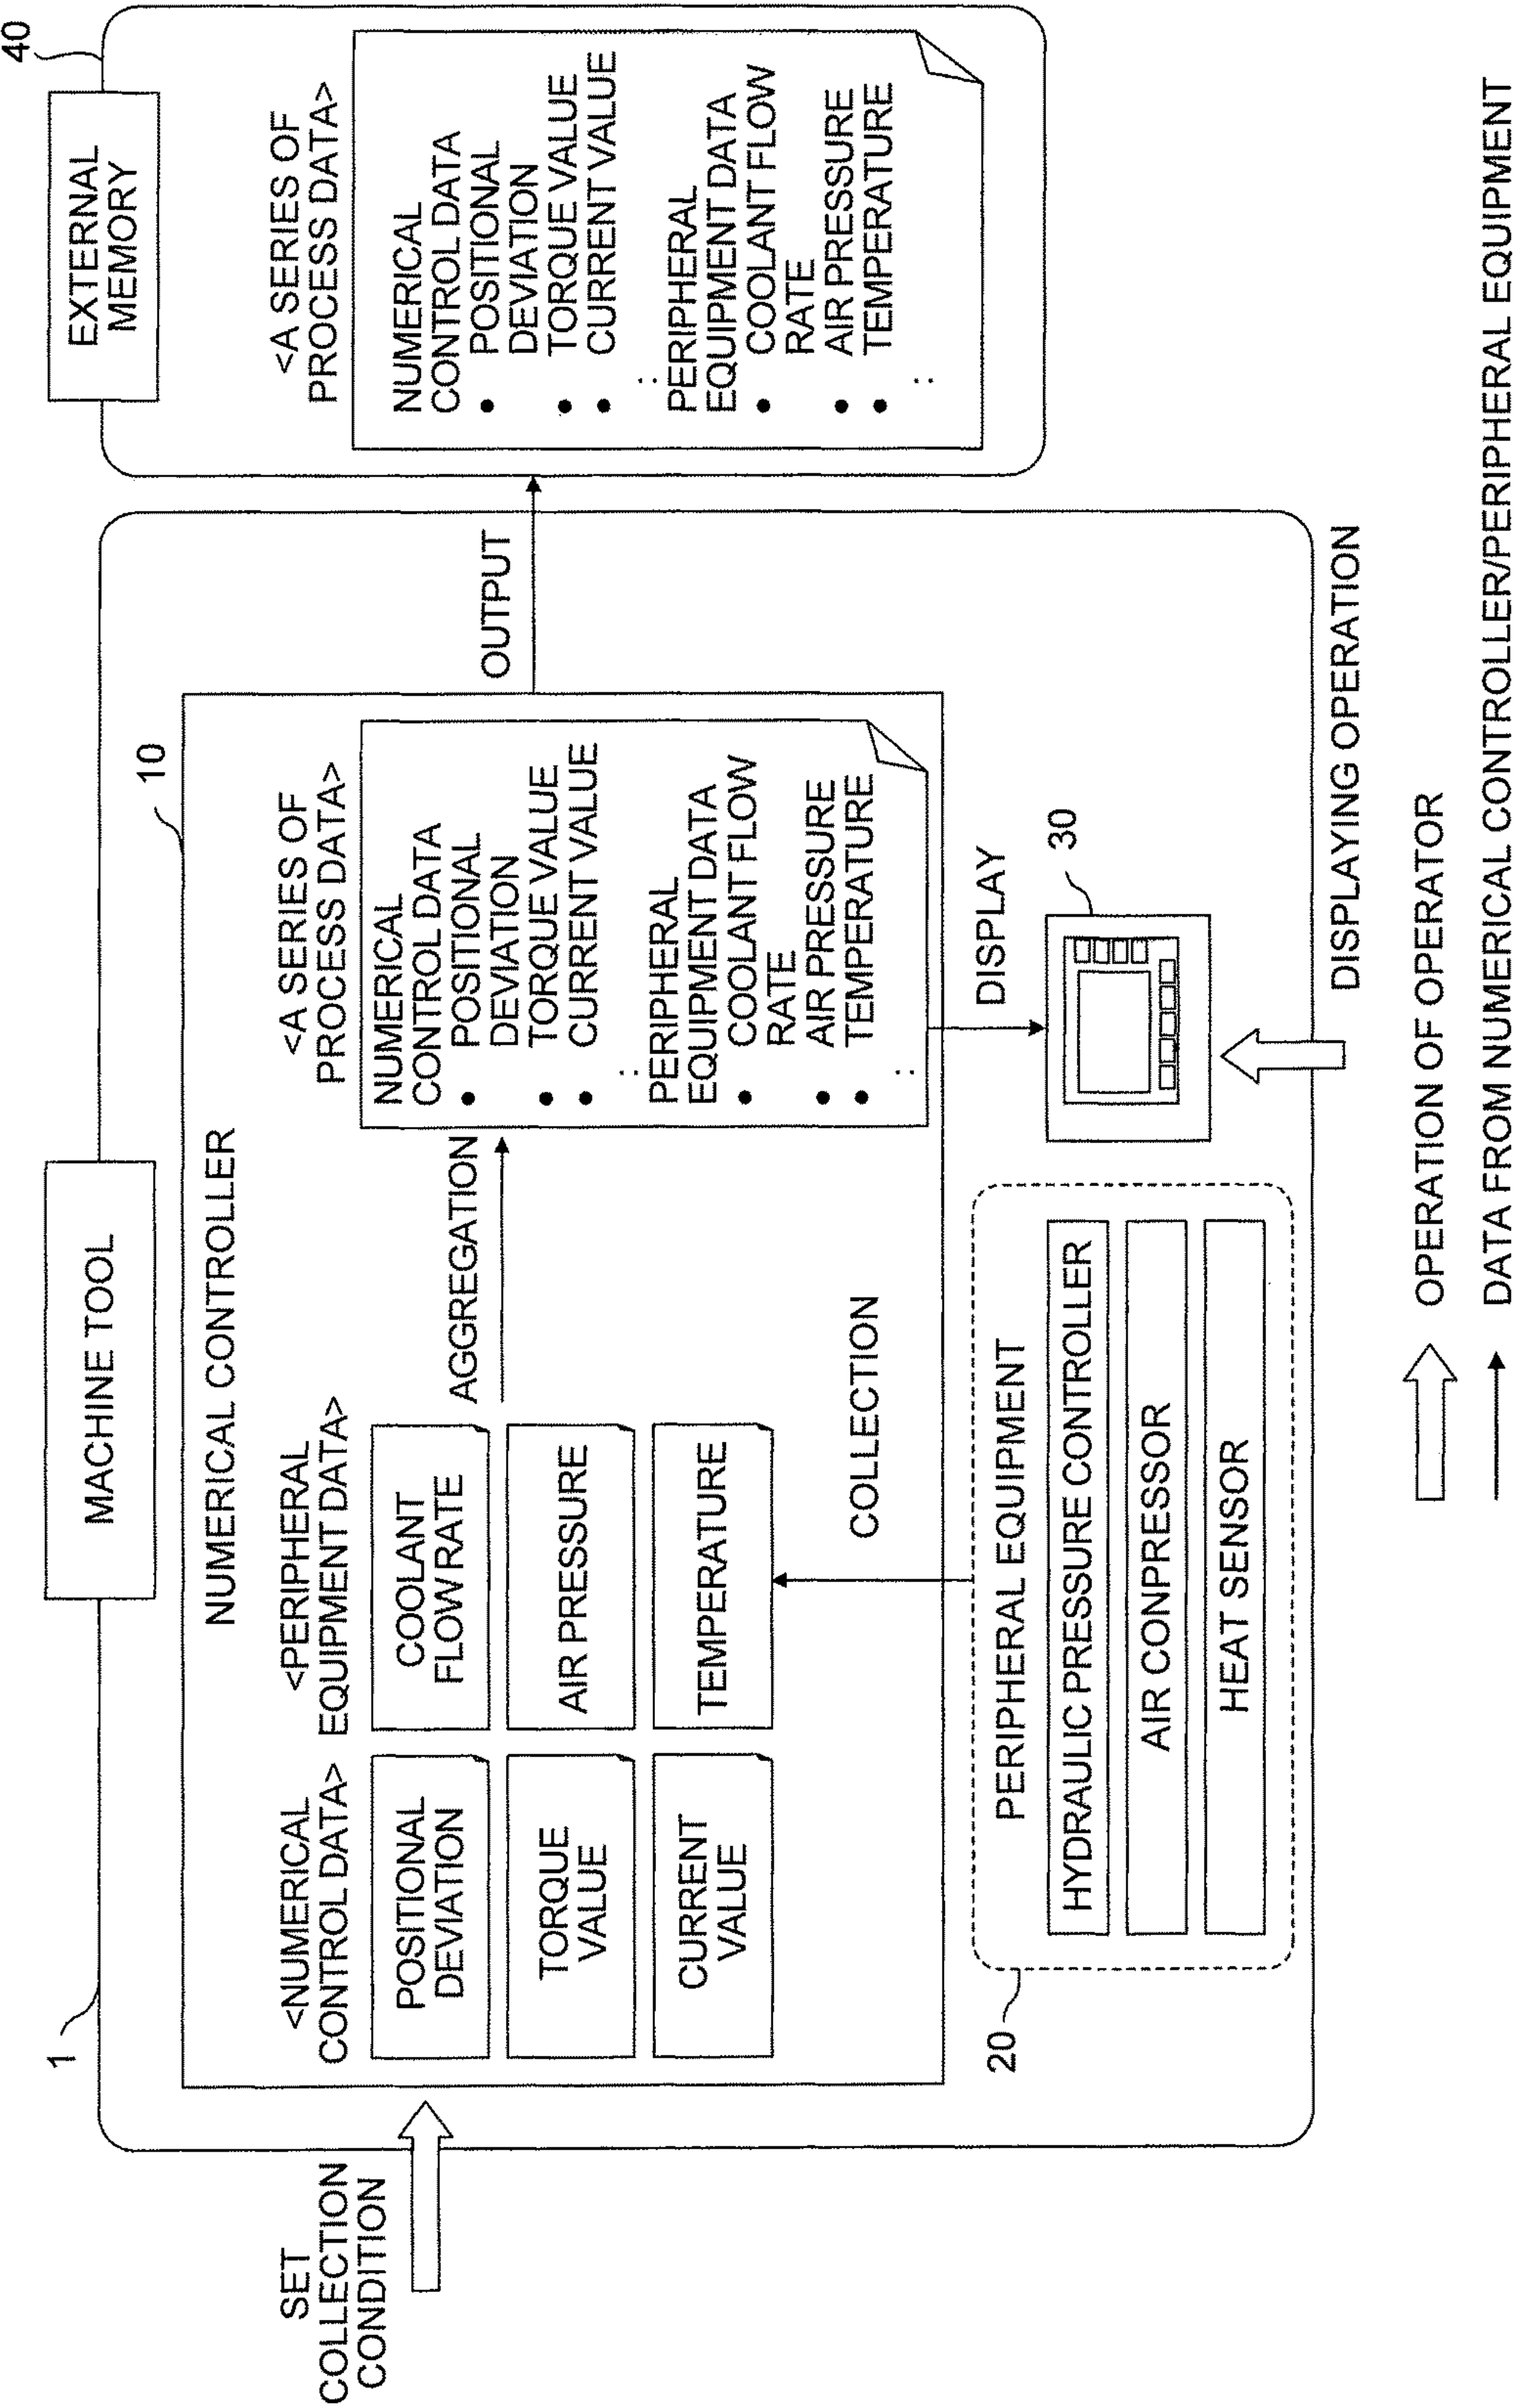 MACHINE TOOL
1
EXTERNAL
MEMORY
40
SET
COLLECTION
CONDITION
NUMERICAL CONTROLLER
10
<NUMERICAL
CONTROL DATA>
POSITIONAL
DEVIATION
TORQUE
VALUE
CURRENT
VALUE
<PERIPHERAL
EQUIPMENT DATA>
COOLANT
FLOW RATE
AIR PRESSURE
TEMPERATURE
AGGREGATION
<A SERIES OF
PROCESS DATA>
NUMERICAL
CONTROL DATA
● POSITIONAL
DEVIATION
● TORQUE VALUE
● CURRENT VALUE
:
PERIPHERAL
EQUIPMENT DATA
● COOLANT FLOW
RATE
● AIR PRESSURE
● TEMPERATURE
:
OUTPUT
<A SERIES OF
PROCESS DATA>
NUMERICAL
CONTROL DATA
● POSITIONAL
DEVIATION
● TORQUE VALUE
● CURRENT VALUE
:
PERIPHERAL
EQUIPMENT DATA
● COOLANT FLOW
RATE
● AIR PRESSURE
● TEMPERATURE
:
COLLECTION
DISPLAY
20
PERIPHERAL EQUIPMENT
HYDRAULIC PRESSURE CONTROLLER
AIR CONPRESSOR
HEAT SENSOR
30
DISPLAYING OPERATION
OPERATION OF OPERATOR
DATA FROM NUMERICAL CONTROLLER/PERIPHERAL EQUIPMENT